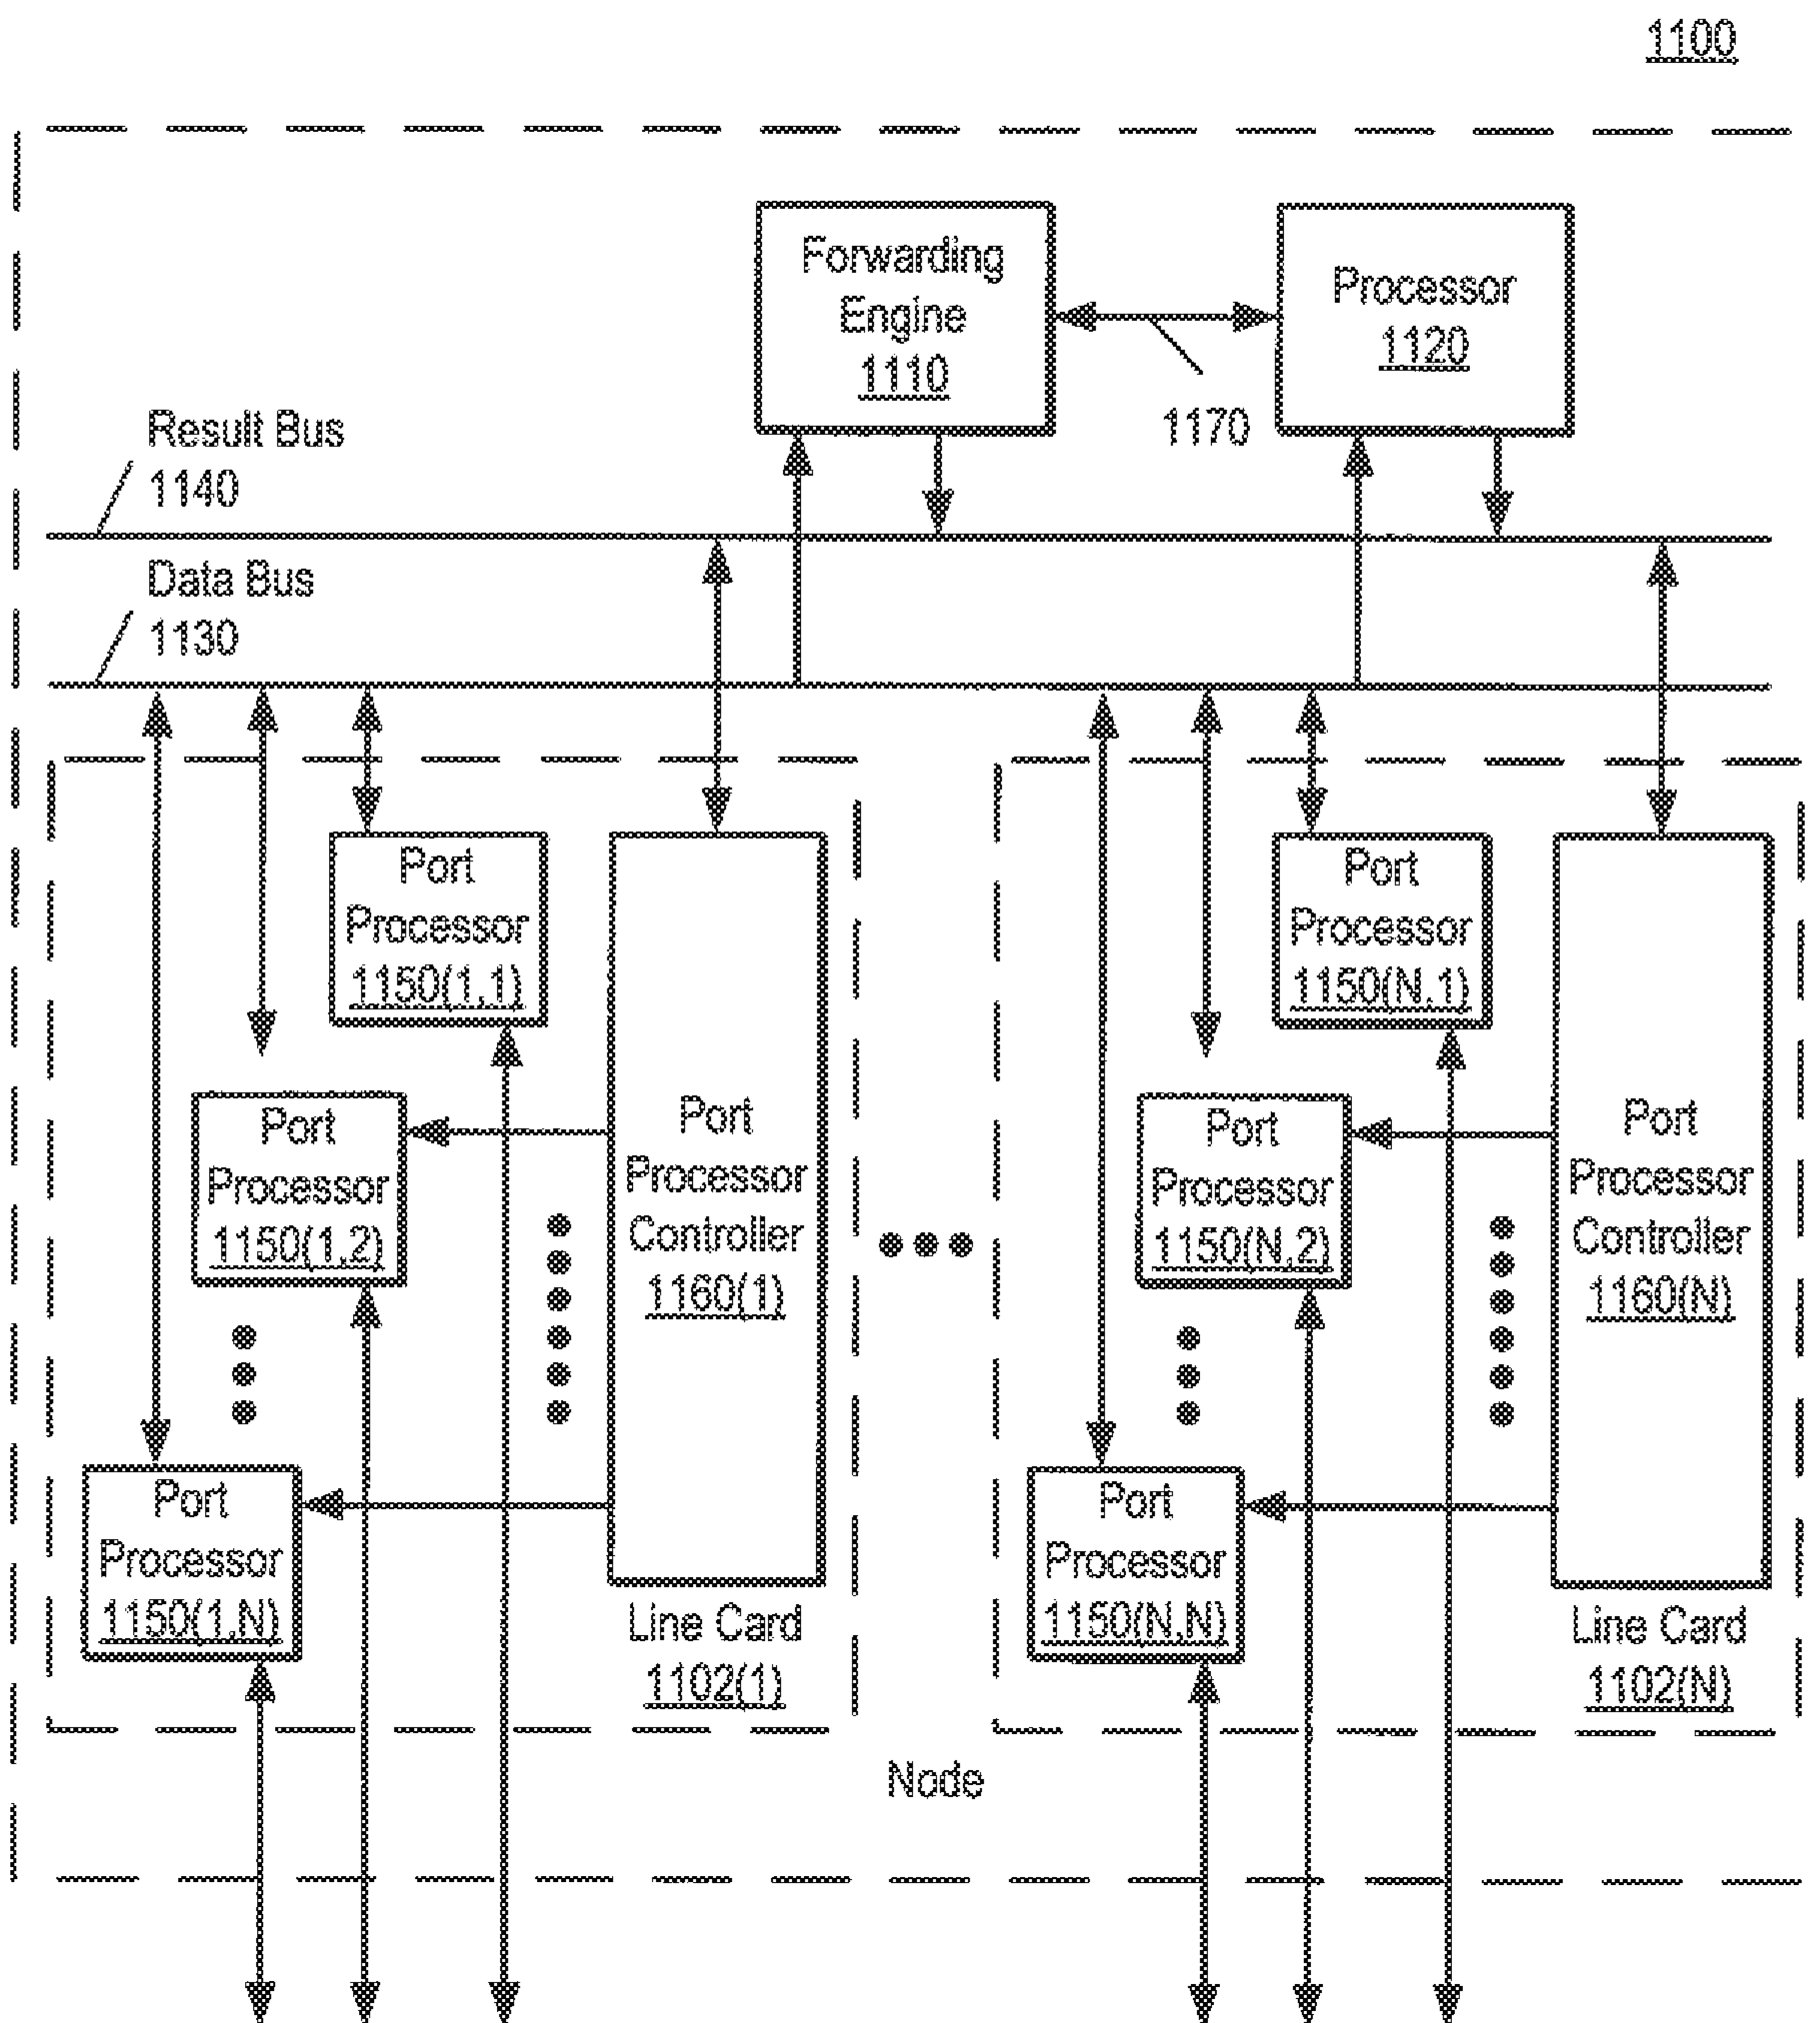 1100
Forwarding
Engine
1110
Processor
1120
1170
Result Bus
1140
Data Bus
1130
Port
Processor
1150(1,1)
Port
Processor
1150(1,2)
Port
Processor
1150(1,N)
Port
Processor
Controller
1160(1)
Line Card
1102(1)
Port
Processor
1150(N,1)
Port
Processor
1150(N,2)
Port
Processor
1150(N,N)
Port
Processor
Controller
1160(N)
Line Card
1102(N)
Node